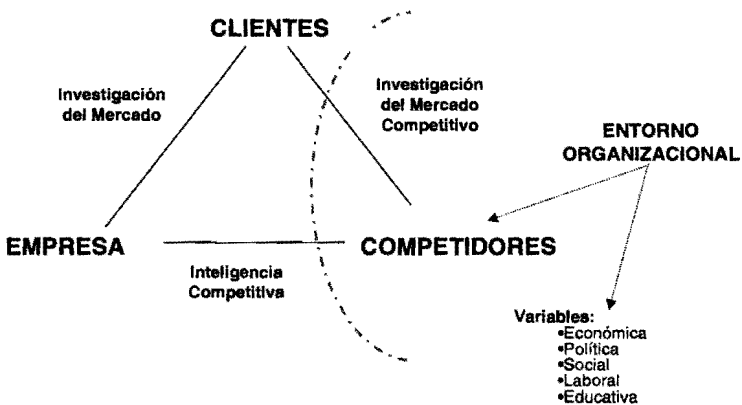 CLIENTES
Investigación
del Mercado
Investigación
del Mercado
Competitivo
ENTORNO
ORGANIZACIONAL
EMPRESA
COMPETIDORES
Inteligencia
Competitiva
Variables:
•Económica
•Política
•Social
•Laboral
•Educativa